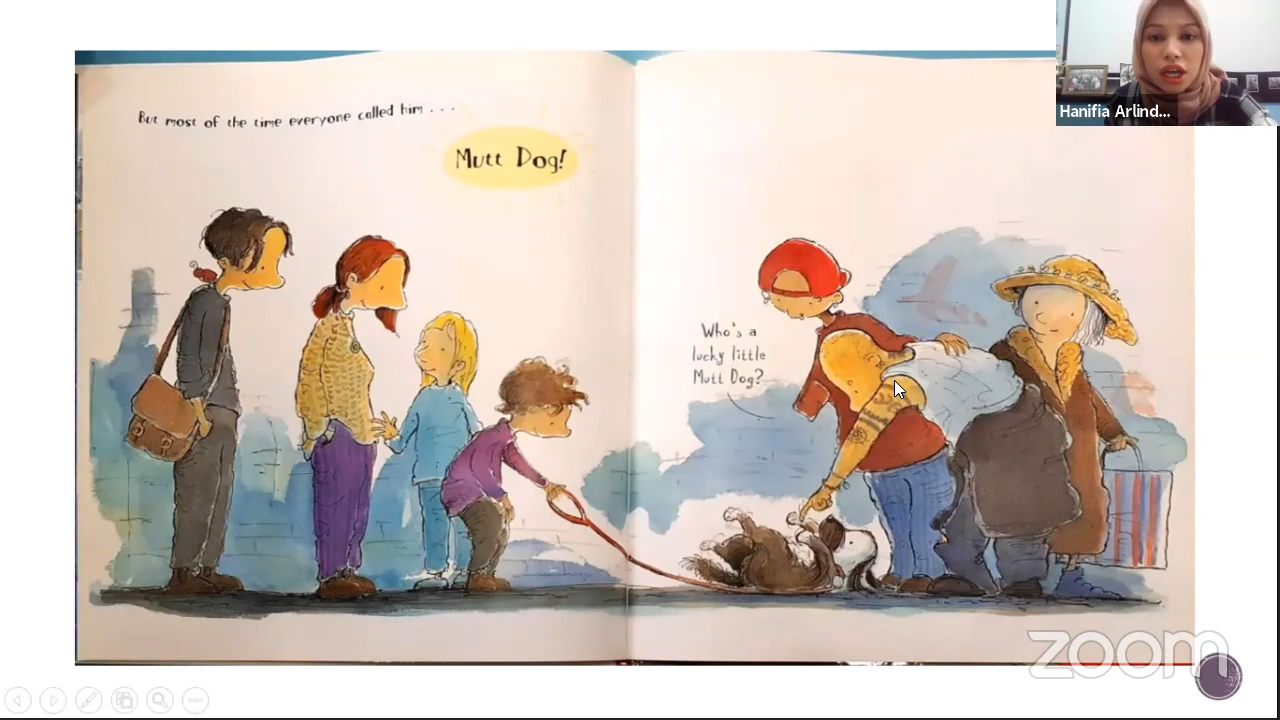 But most of the time everyone called him . . .
Mutt Dog!
Who's a
lucky little
Mutt Dog?
Hanifia Arlind...
zoom